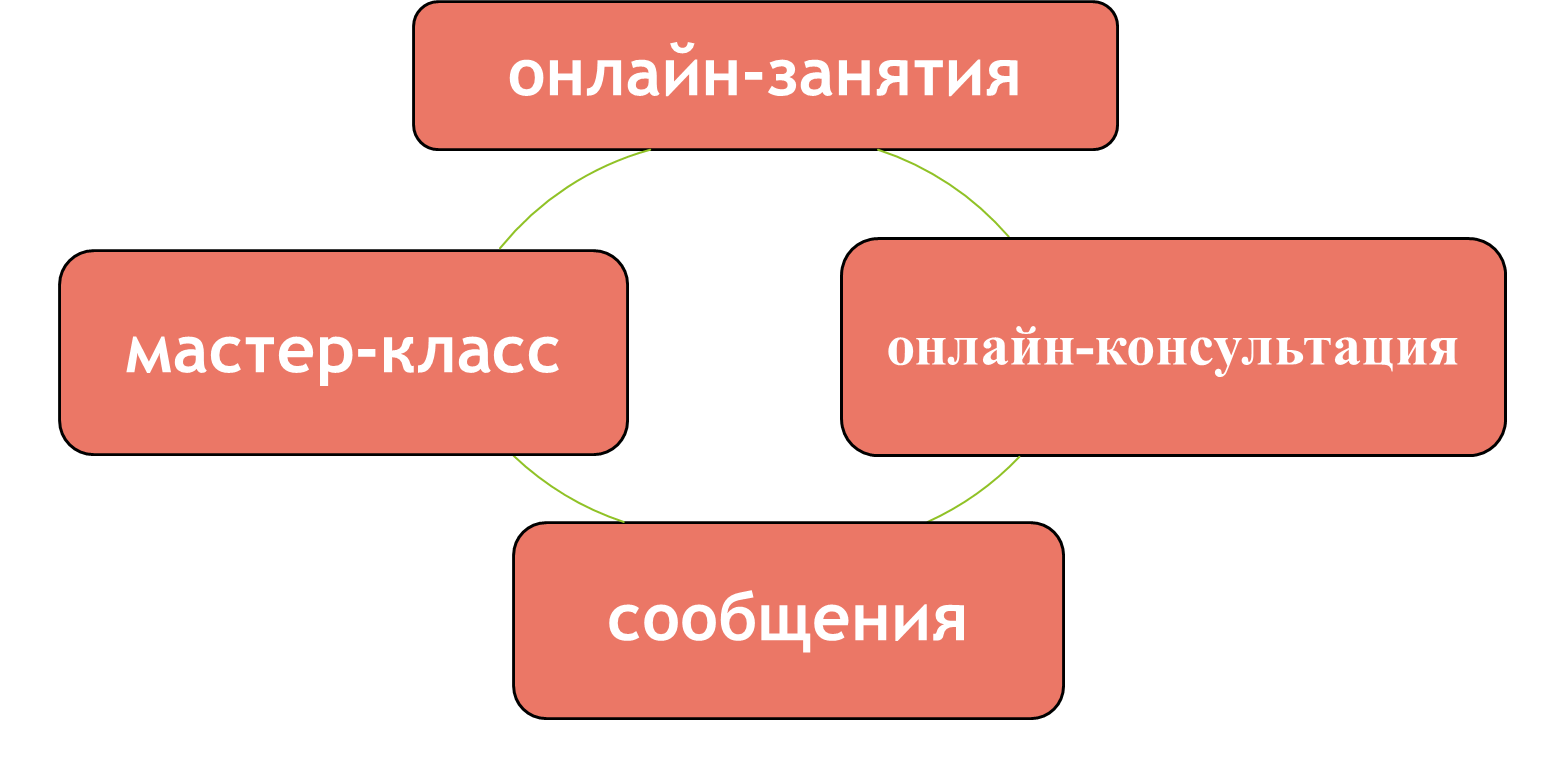 онлайн-занятия
мастер-класс
онлайн-консультация
сообщения